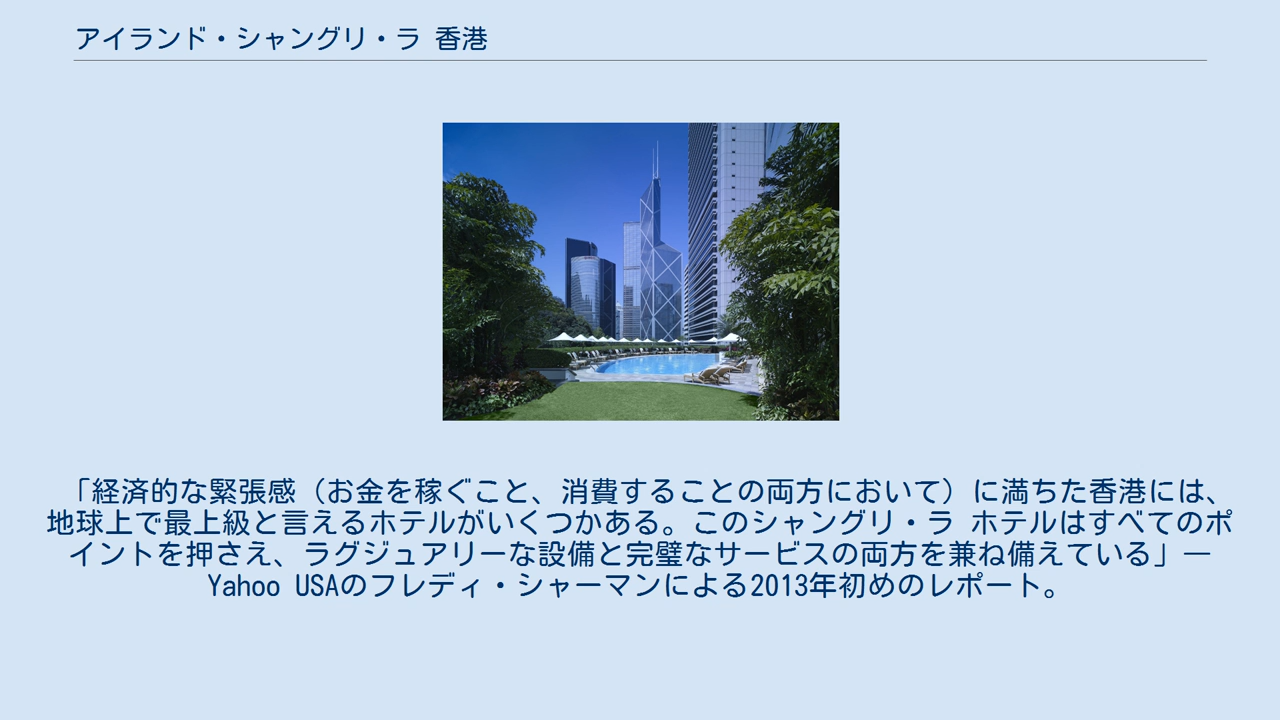 アイランド・シャングリ・ラ 香港
「経済的な緊張感（お金を稼ぐこと、消費することの両方において）に満ちた香港には、
地球上で最上級と言えるホテルがいくつかある。このシャングリ・ラ ホテルはすべてのポ
イントを押さえ、ラグジュアリーな設備と完璧なサービスの両方を兼ね備えている」—
Yahoo USAのフレディ・シャーマンによる2013年初めのレポート。